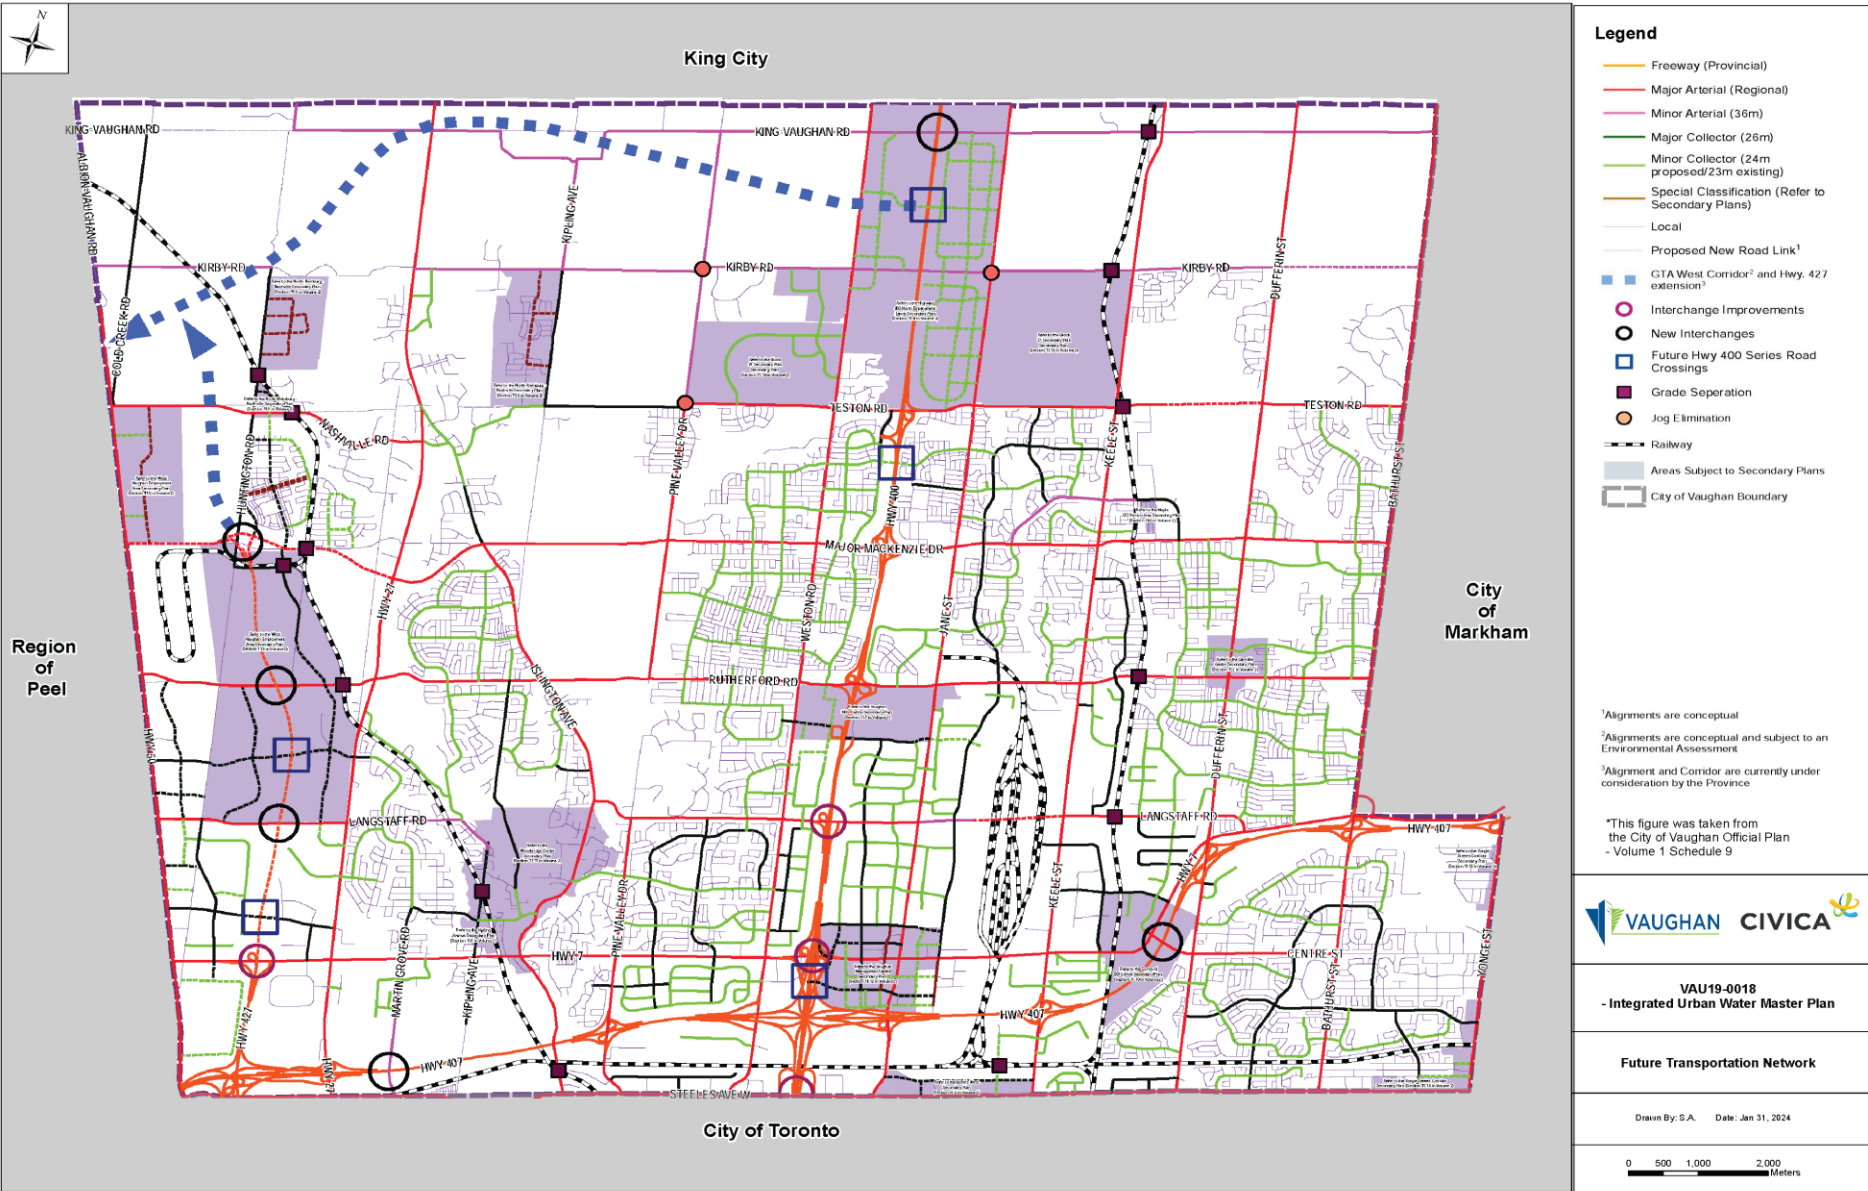 N
King City
KING-VAUGHAN RD
KING VAUGHAN RD
ALBION-VAUGHAN RD
COLD CREEK RD
KIPLING AVE
KIRBY RD
KIRBY RD
KIRBY RD
DUFFERIN ST
TESTON RD
TESTON RD
NASHVILLE RD
HUNTINGTON RD
PINE VALLEY DR
HWY 400
KEELE ST
BATHURST ST
MAJOR MACKENZIE DR
HWY 27
WESTON RD
JANE ST
City
of
Markham
Region
of
Peel
ISLINGTON AVE
RUTHERFORD RD
HWY 50
DUFFERIN ST
LANGSTAFF RD
LANGSTAFF RD
HWY 407
HWY 7
KEELE ST
PINE VALLEY DR
MARTIN GROVE RD
KIPLING AVE
HWY 7
CENTRE ST
BATHURST ST
YONGE ST
HWY 427
HWY 27
HWY 407
HWY 407
STEELES AVE W
City of Toronto
Legend
Freeway (Provincial)
Major Arterial (Regional)
Minor Arterial (36m)
Major Collector (26m)
Minor Collector (24m
proposed/23m existing)
Special Classification (Refer to
Secondary Plans)
Local
Proposed New Road Link1
GTA West Corridor2 and Hwy. 427
extension3
Interchange Improvements
New Interchanges
Future Hwy 400 Series Road
Crossings
Grade Seperation
Jog Elimination
Railway
Areas Subject to Secondary Plans
City of Vaughan Boundary
1Alignments are conceptual
2Alignments are conceptual and subject to an
Environmental Assessment
3Alignment and Corridor are currently under
consideration by the Province
*This figure was taken from
the City of Vaughan Official Plan
- Volume 1 Schedule 9
VAUGHAN CIVICA
VAU19-0018
- Integrated Urban Water Master Plan
Future Transportation Network
Drawn By: S.A. Date: Jan 31, 2024
0 500 1,000 2,000
Meters